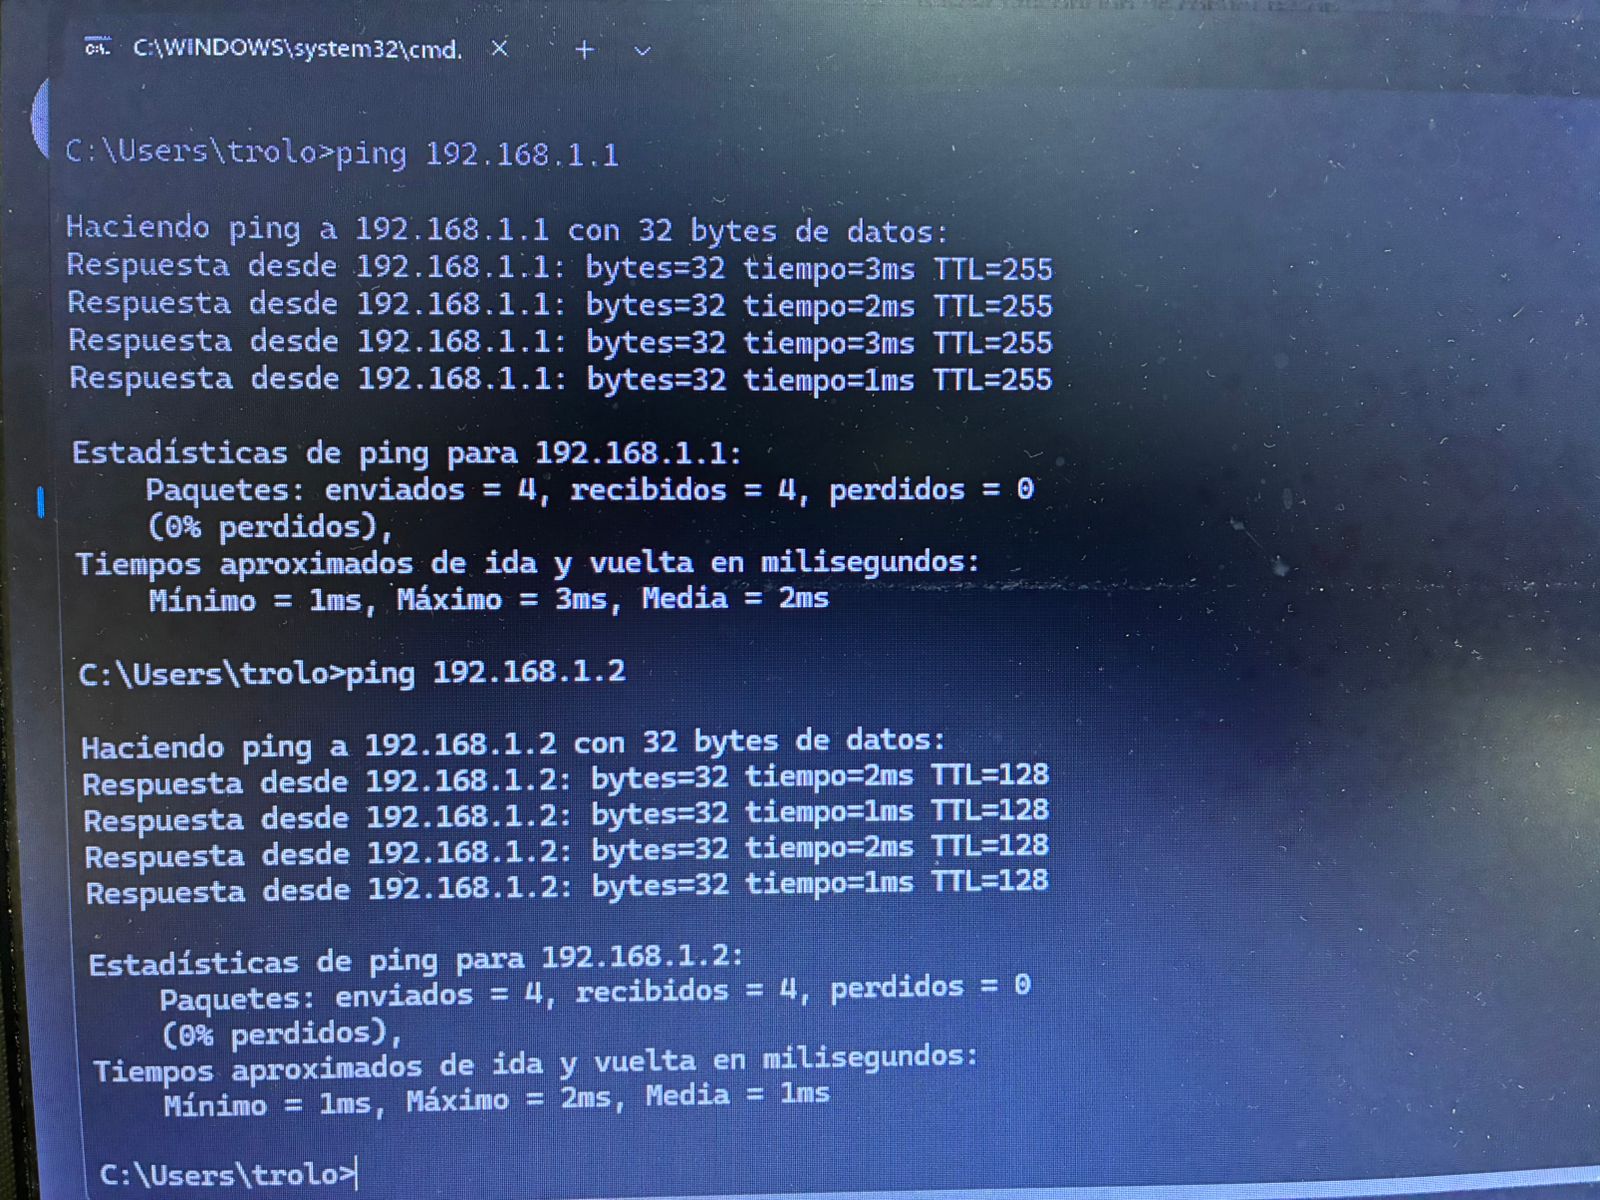 C:\WINDOWS\system32\cmd.
C:\Users\trolo>ping 192.168.1.1
Haciendo ping a 192.168.1.1 con 32 bytes de datos:
Respuesta desde 192.168.1.1: bytes=32 tiempo=3ms TTL=255
Respuesta desde 192.168.1.1: bytes=32 tiempo=2ms TTL=255
Respuesta desde 192.168.1.1: bytes=32 tiempo=3ms TTL=255
Respuesta desde 192.168.1.1: bytes=32 tiempo=1ms TTL=255
Estadísticas de ping para 192.168.1.1:
Paquetes: enviados = 4, recibidos = 4, perdidos = 0
(0% perdidos),
Tiempos aproximados de ida y vuelta en milisegundos:
Mínimo = 1ms, Máximo = 3ms, Media = 2ms
C:\Users\trolo>ping 192.168.1.2
Haciendo ping a 192.168.1.2 con 32 bytes de datos:
Respuesta desde 192.168.1.2: bytes=32 tiempo=2ms TTL=128
Respuesta desde 192.168.1.2: bytes=32 tiempo=1ms TTL=128
Respuesta desde 192.168.1.2: bytes=32 tiempo=2ms TTL=128
Respuesta desde 192.168.1.2: bytes=32 tiempo=1ms TTL=128
Estadísticas de ping para 192.168.1.2:
Paquetes: enviados = 4, recibidos = 4, perdidos = 0
(0% perdidos),
Tiempos aproximados de ida y vuelta en milisegundos:
Mínimo = 1ms, Máximo = 2ms, Media = 1ms
C:\Users\trolo>